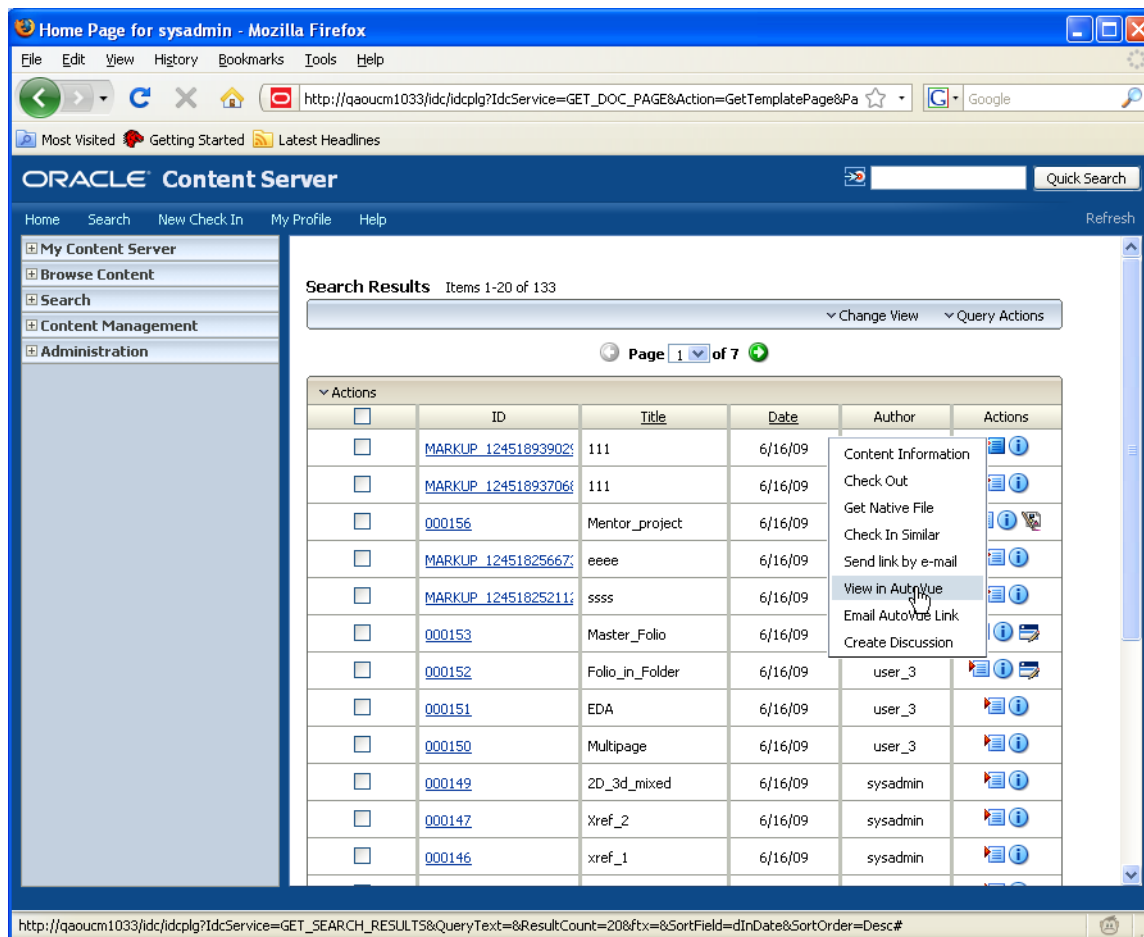 Home Page for sysadmin - Mozilla Firefox
File Edit View History Bookmarks Tools Help
http://qaoucm1033/idc/idcplg?IdcService=GET_DOC_PAGE&Action=GetTemplatePage&Pa G Google
Most Visited Getting Started Latest Headlines
ORACLE Content Server Quick Search
Home Search New Check In My Profile Help Refresh
My Content Server
Browse Content
Search
Content Management
Administration
Search Results Items 1-20 of 133
Change View Query Actions
Page 1 of 7
Actions
ID Title Date Author Actions
MARKUP_124518939029 111 6/16/09
MARKUP_124518937068 111 6/16/09
000156 Mentor_project 6/16/09
MARKUP_124518256673 eeee 6/16/09
MARKUP_124518252112 ssss 6/16/09
000153 Master_Folio 6/16/09
000152 Folio_in_Folder 6/16/09 user_3
000151 EDA 6/16/09 user_3
000150 Multipage 6/16/09 user_3
000149 2D_3d_mixed 6/16/09 sysadmin
000147 Xref_2 6/16/09 sysadmin
000146 xref_1 6/16/09 sysadmin
Content Information
Check Out
Get Native File
Check In Similar
Send link by e-mail
View in AutoVue
Email AutoVue Link
Create Discussion
http://qaoucm1033/idc/idcplg?IdcService=GET_SEARCH_RESULTS&QueryText=&ResultCount=20&ftx=&SortField=dInDate&SortOrder=Desc#